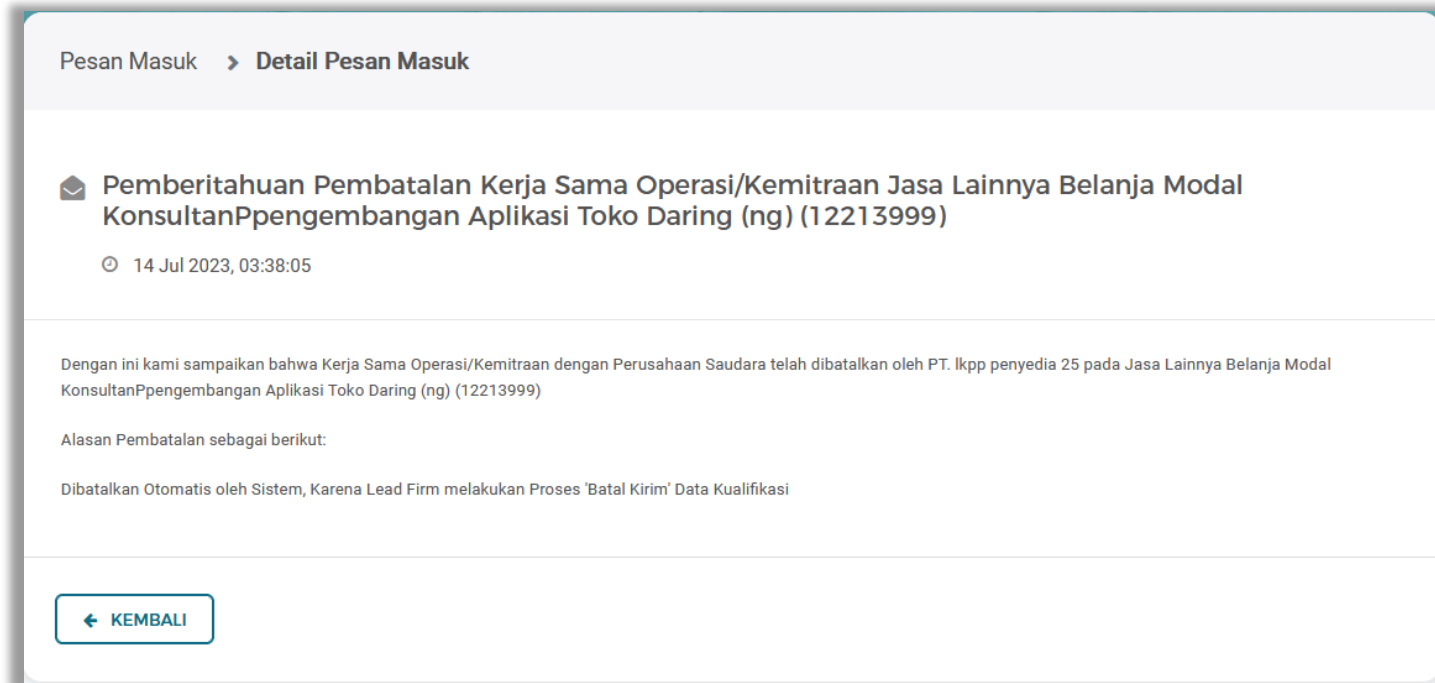 Pesan Masuk > Detail Pesan Masuk
Pemberitahuan Pembatalan Kerja Sama Operasi/Kemitraan Jasa Lainnya Belanja Modal
KonsultanPpengembangan Aplikasi Toko Daring (ng) (12213999)
14 Jul 2023, 03:38:05
Dengan ini kami sampaikan bahwa Kerja Sama Operasi/Kemitraan dengan Perusahaan Saudara telah dibatalkan oleh PT. lkpp penyedia 25 pada Jasa Lainnya Belanja Modal
KonsultanPpengembangan Aplikasi Toko Daring (ng) (12213999)
Alasan Pembatalan sebagai berikut:
Dibatalkan Otomatis oleh Sistem, Karena Lead Firm melakukan Proses 'Batal Kirim' Data Kualifikasi
KEMBALI